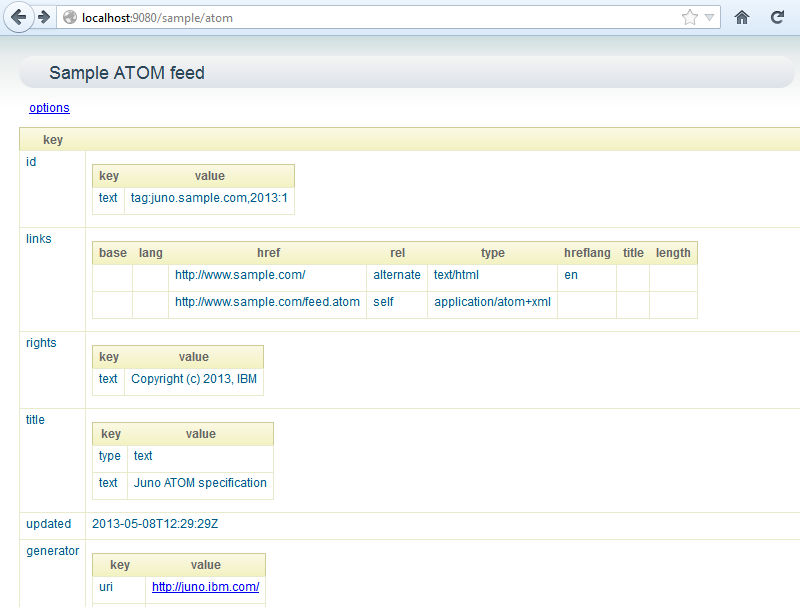 localhost:9080/sample/atom
Sample ATOM feed
options
key
id
key value
text tag:juno.sample.com,2013:1
links
base lang href rel type hreflang title length
http://www.sample.com/ alternate text/html en
http://www.sample.com/feed.atom self application/atom+xml
rights
key value
text Copyright (c) 2013, IBM
title
key value
type text
text Juno ATOM specification
updated 2013-05-08T12:29:29Z
generator
key value
uri http://juno.ibm.com/